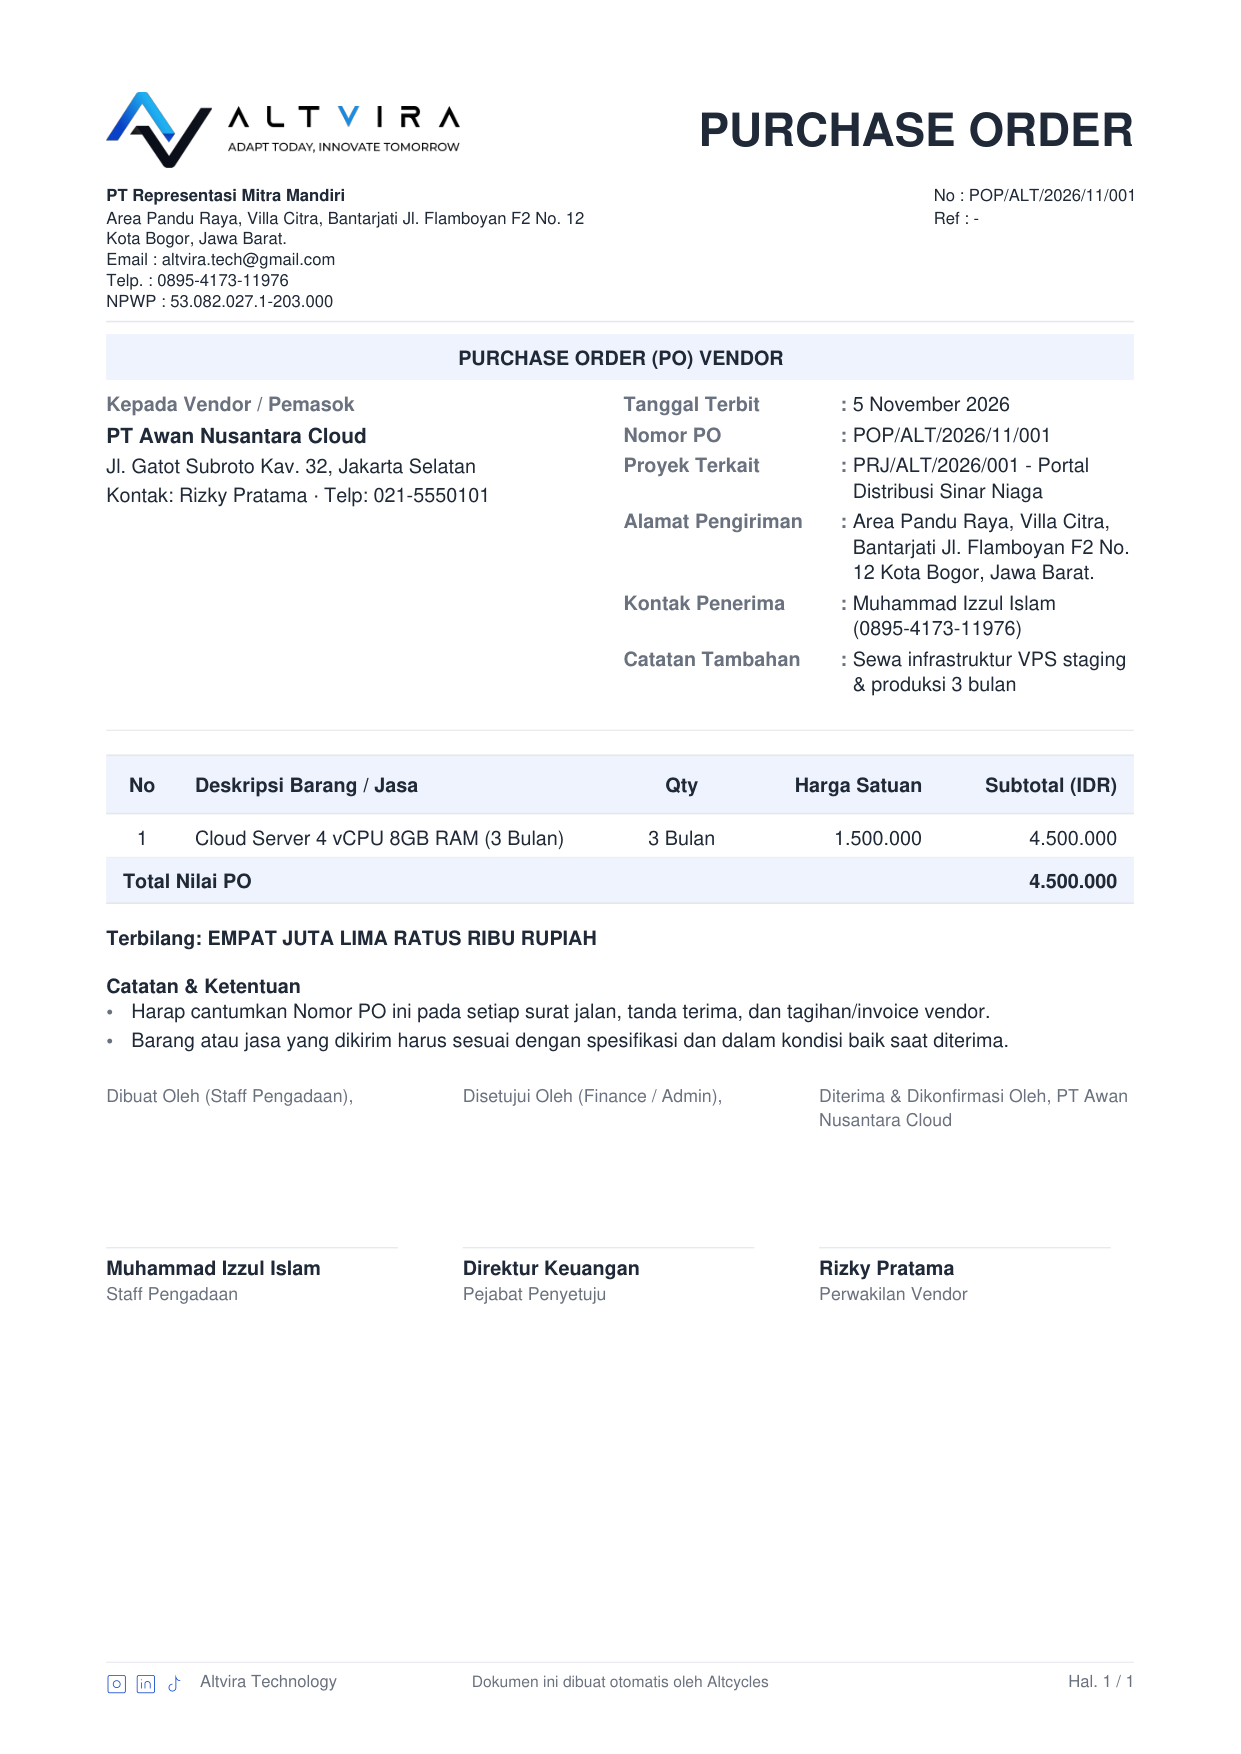 ALTVIRA
ADAPT TODAY, INNOVATE TOMORROW
PURCHASE ORDER
PT Representasi Mitra Mandiri
Area Pandu Raya, Villa Citra, Bantarjati Jl. Flamboyan F2 No. 12
Kota Bogor, Jawa Barat.
Email : altvira.tech@gmail.com
Telp. : 0895-4173-11976
NPWP : 53.082.027.1-203.000
No : POP/ALT/2026/11/001
Ref : -
PURCHASE ORDER (PO) VENDOR
Kepada Vendor / Pemasok
PT Awan Nusantara Cloud
Jl. Gatot Subroto Kav. 32, Jakarta Selatan
Kontak: Rizky Pratama · Telp: 021-5550101
Tanggal Terbit : 5 November 2026
Nomor PO : POP/ALT/2026/11/001
Proyek Terkait : PRJ/ALT/2026/001 - Portal
Distribusi Sinar Niaga
Alamat Pengiriman : Area Pandu Raya, Villa Citra,
Bantarjati Jl. Flamboyan F2 No.
12 Kota Bogor, Jawa Barat.
Kontak Penerima : Muhammad Izzul Islam
(0895-4173-11976)
Catatan Tambahan : Sewa infrastruktur VPS staging
& produksi 3 bulan
No Deskripsi Barang / Jasa Qty Harga Satuan Subtotal (IDR)
1 Cloud Server 4 vCPU 8GB RAM (3 Bulan) 3 Bulan 1.500.000 4.500.000
Total Nilai PO 4.500.000
Terbilang: EMPAT JUTA LIMA RATUS RIBU RUPIAH
Catatan & Ketentuan
• Harap cantumkan Nomor PO ini pada setiap surat jalan, tanda terima, dan tagihan/invoice vendor.
• Barang atau jasa yang dikirim harus sesuai dengan spesifikasi dan dalam kondisi baik saat diterima.
Dibuat Oleh (Staff Pengadaan),
Disetujui Oleh (Finance / Admin),
Diterima & Dikonfirmasi Oleh, PT Awan
Nusantara Cloud
Muhammad Izzul Islam
Staff Pengadaan
Direktur Keuangan
Pejabat Penyetuju
Rizky Pratama
Perwakilan Vendor
Altvira Technology
Dokumen ini dibuat otomatis oleh Altcycles
Hal. 1 / 1